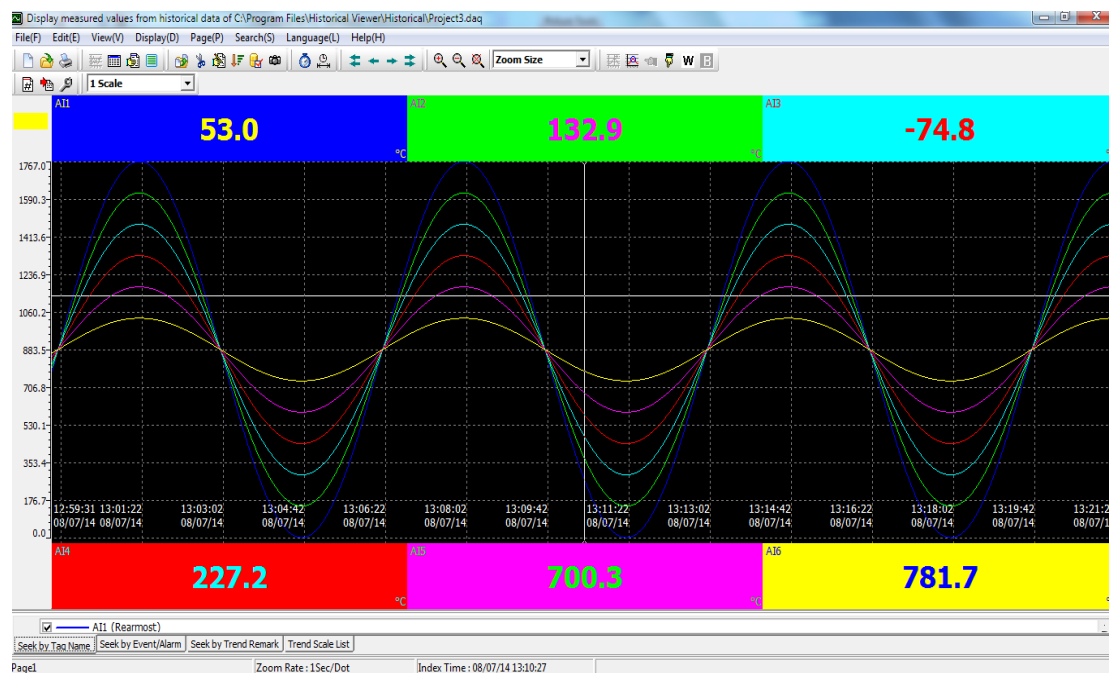 Display measured values from historical data of C:\Program Files\Historical Viewer\Historical\Project3.daq
File(F) Edit(E) View(V) Display(D) Page(P) Search(S) Language(L) Help(H)
Zoom Size
W
1 Scale
AI1 AI2 AI3
53.0 132.9 -74.8
°C °C
1767.0
1590.3
1413.6
1236.9
1060.2
883.5
706.8
530.1
353.4
176.7
12:59:31 13:01:22 13:03:02 13:04:42 13:06:22 13:08:02 13:09:42 13:11:22 13:13:02 13:14:42 13:16:22 13:18:02 13:19:42 13:21:2
08/07/14 08/07/14 08/07/14 08/07/14 08/07/14 08/07/14 08/07/14 08/07/14 08/07/14 08/07/14 08/07/14 08/07/14 08/07/14 08/07/1
0.0
AI4 AI5 AI6
227.2 700.3 781.7
°C °C
AI1 (Rearmost)
Seek by Tag Name Seek by Event/Alarm Seek by Trend Remark Trend Scale List
Page1 Zoom Rate : 1Sec/Dot Index Time : 08/07/14 13:10:27